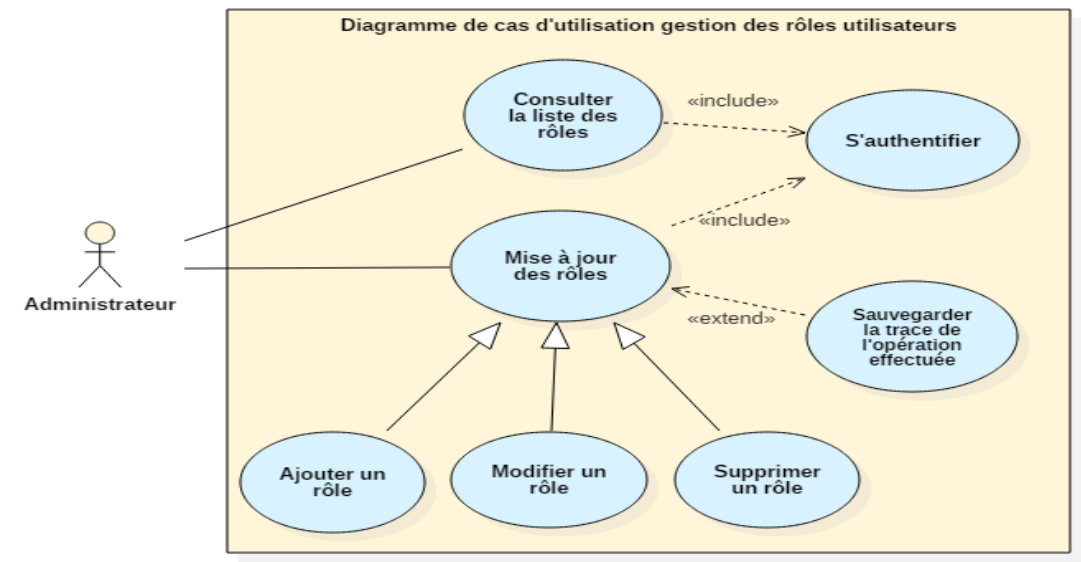 Diagramme de cas d'utilisation gestion des rôles utilisateurs
Consulter
la liste des
rôles
«include»
S'authentifier
«include»
Mise à jour
des rôles
Administrateur
«extend»
Sauvegarder
la trace de
l'opération
effectuée
Ajouter un
rôle
Modifier un
rôle
Supprimer
un rôle